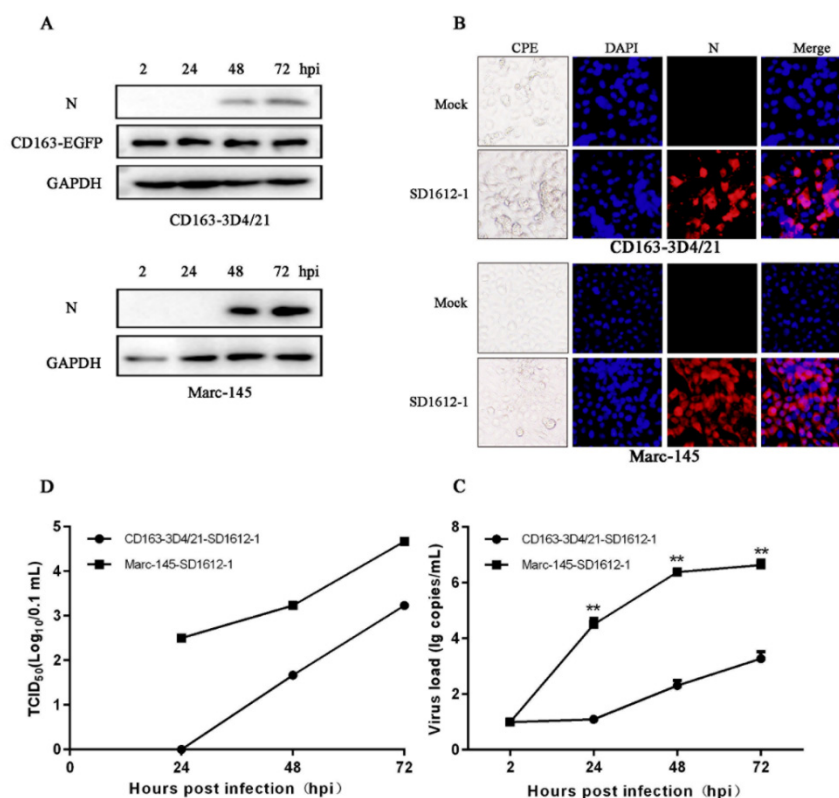 A
2 24 48 72 hpi
N
CD163-EGFP
GAPDH
CD163-3D4/21
2 24 48 72 hpi
N
GAPDH
Marc-145
B
CPE DAPI N Merge
Mock
SD1612-1
CD163-3D4/21
Mock
SD1612-1
Marc-145
D
CD163-3D4/21-SD1612-1
Marc-145-SD1612-1
TCID50(Log10/0.1 mL)
5
4
3
2
1
0
0 24 48 72
Hours post infection (hpi)
C
CD163-3D4/21-SD1612-1
Marc-145-SD1612-1
Virus load (lg copies/mL)
8
6
4
2
0
** ** **
2 24 48 72
Hours post infection (hpi)